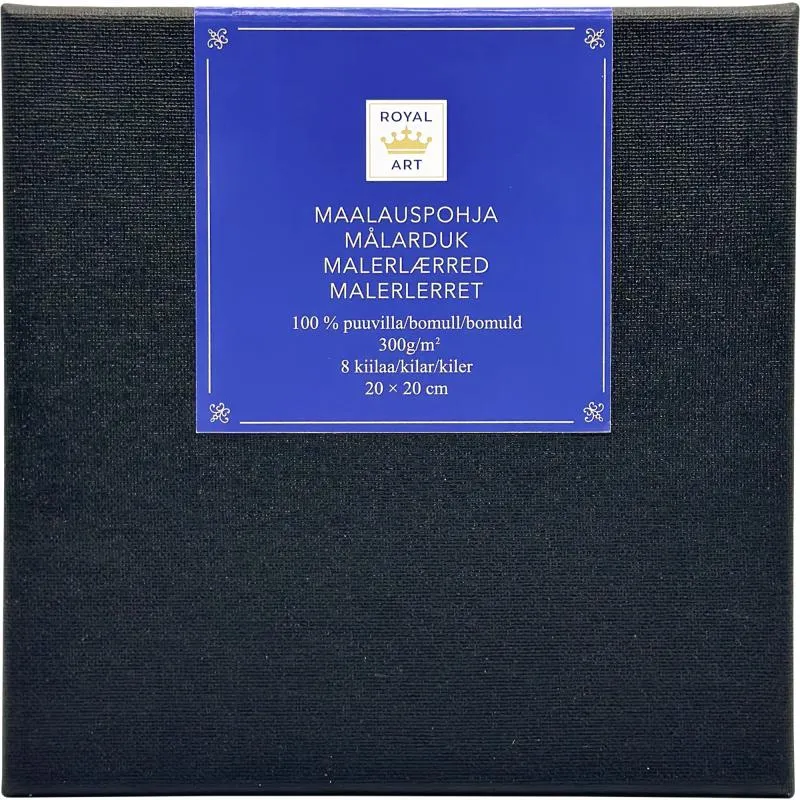 ROYAL
ART
MAALAUSPOHJA
MÅLARDUK
MALERLÆRRED
MALERLERRET
100 % puuvilla/bomull/bomuld
300g/m²
8 kiilaa/kilar/kiler
20 × 20 cm